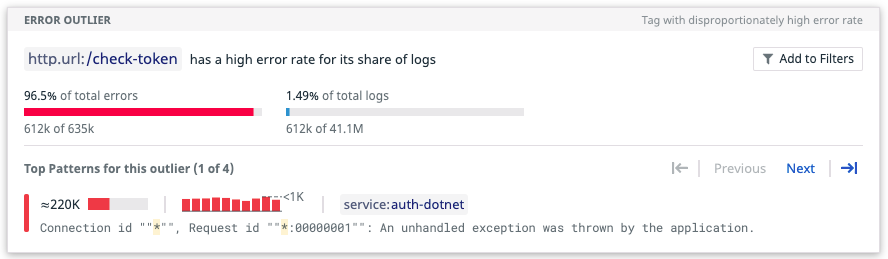 ERROR OUTLIER
Tag with disproportionately high error rate
http.url:/check-token has a high error rate for its share of logs
Add to Filters
96.5% of total errors
1.49% of total logs
612k of 635k
612k of 41.1M
Top Patterns for this outlier (1 of 4)
Previous
Next
≈220K
<1K
service:auth-dotnet
Connection id ""*"", Request id ""*:00000001"": An unhandled exception was thrown by the application.